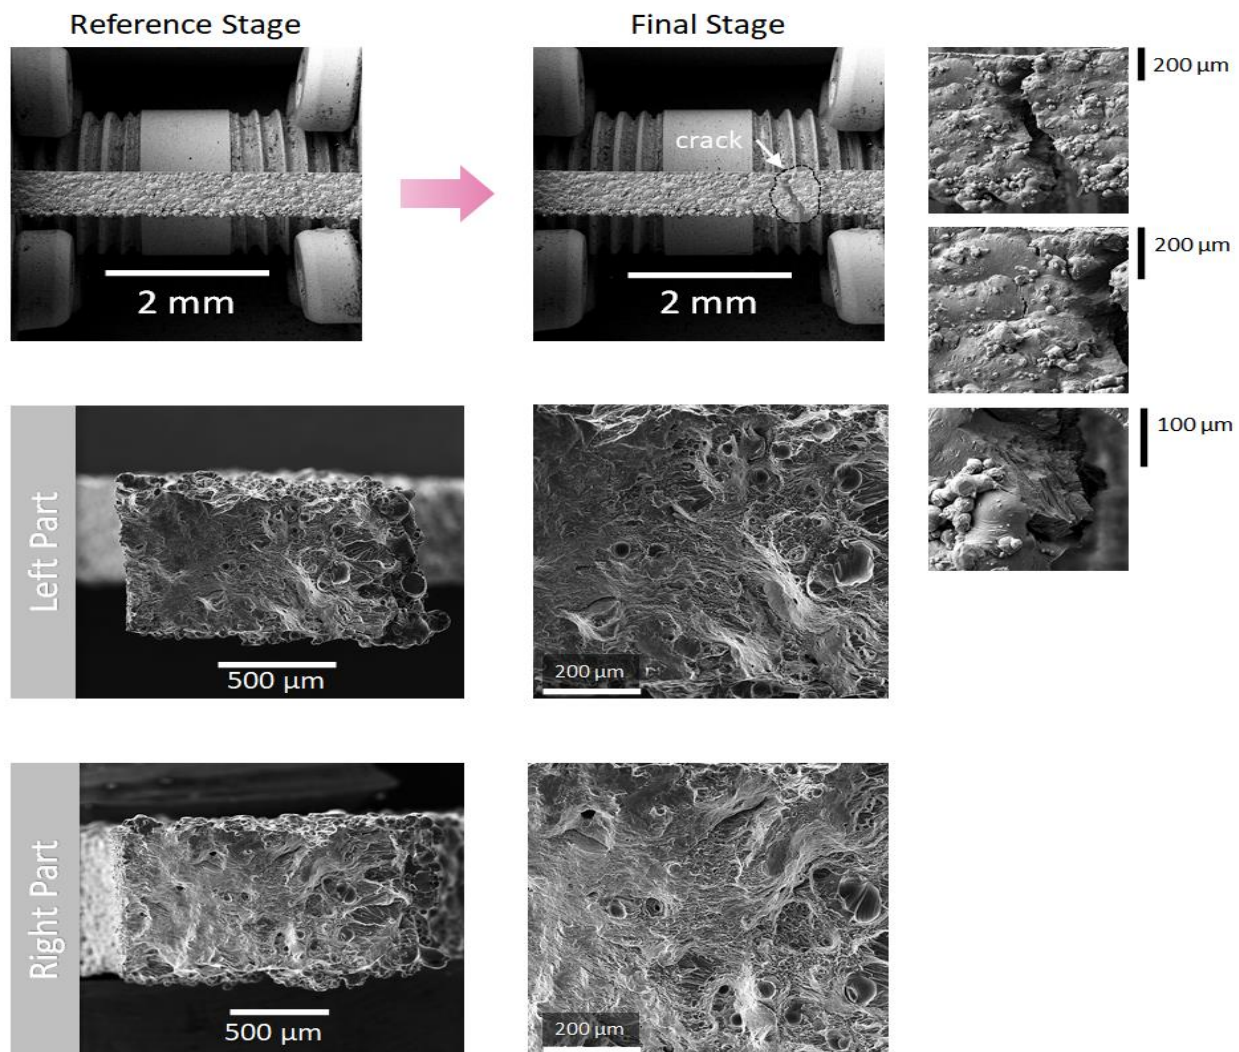 Reference Stage
Final Stage
crack
2 mm
2 mm
200 µm
200 µm
100 µm
Left Part
500 µm
200 µm
Right Part
500 µm
200 µm